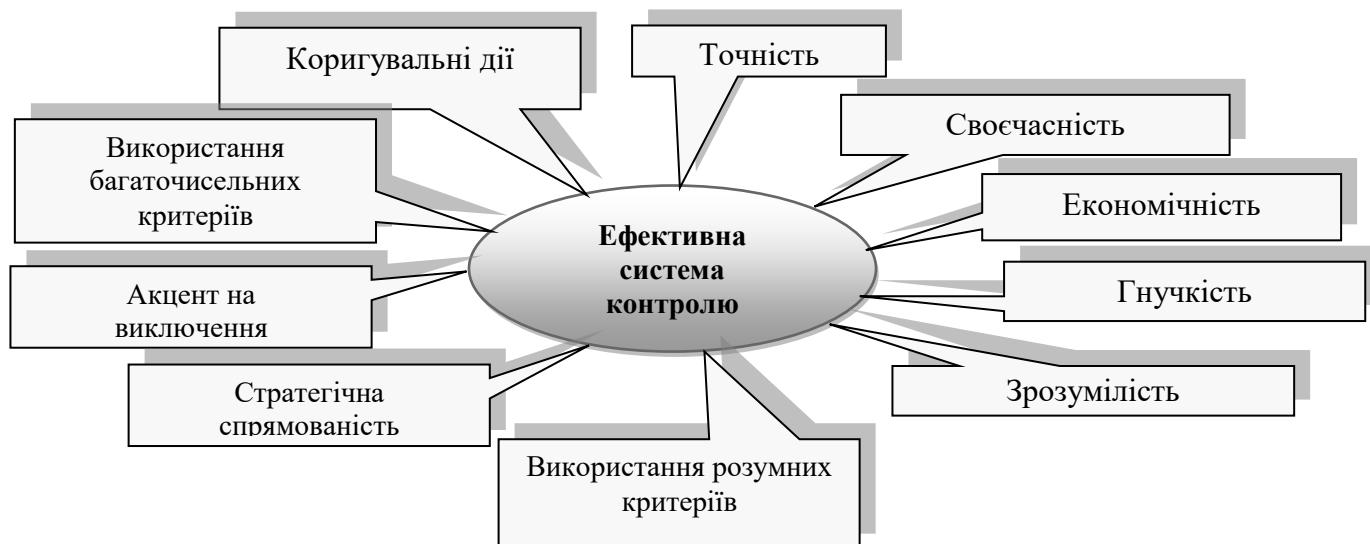 Коригувальні дії
Точність
Своєчасність
Використання
багаточисельних
критеріїв
Економічність
Ефективна
система
контролю
Акцент на
виключення
Гнучкість
Стратегічна
спрямованість
Зрозумілість
Використання розумних
критеріїв